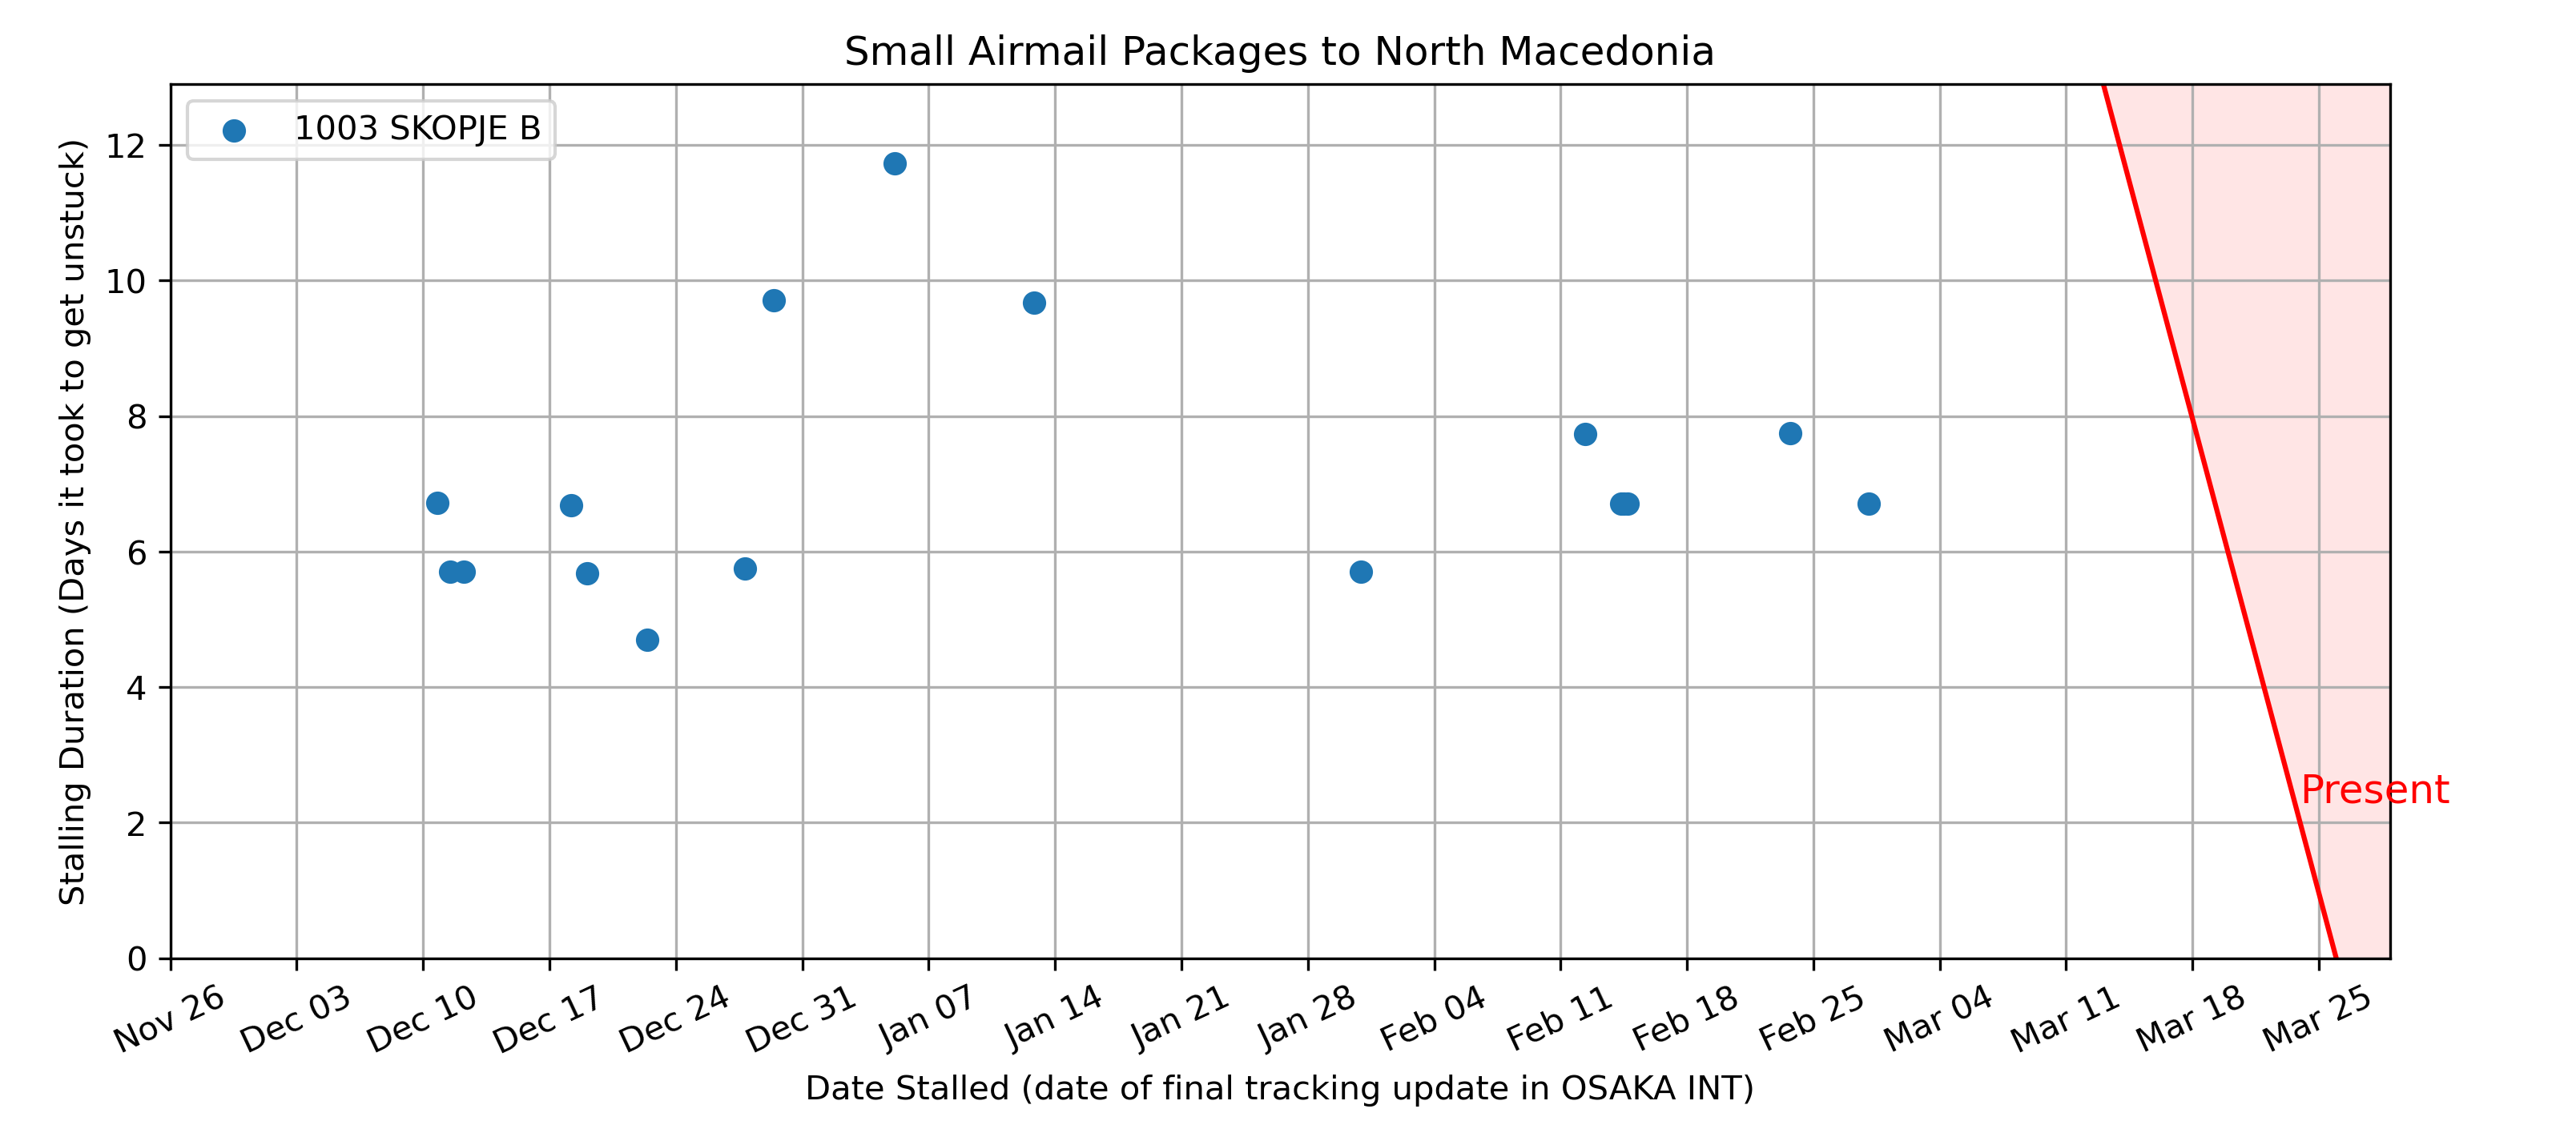 Small Airmail Packages to North Macedonia
1003 SKOPJE B
Stalling Duration (Days it took to get unstuck)
12
10
8
6
4
2
0
Present
Nov 26 Dec 03 Dec 10 Dec 17 Dec 24 Dec 31 Jan 07 Jan 14 Jan 21 Jan 28 Feb 04 Feb 11 Feb 18 Feb 25 Mar 04 Mar 11 Mar 18 Mar 25
Date Stalled (date of final tracking update in OSAKA INT)